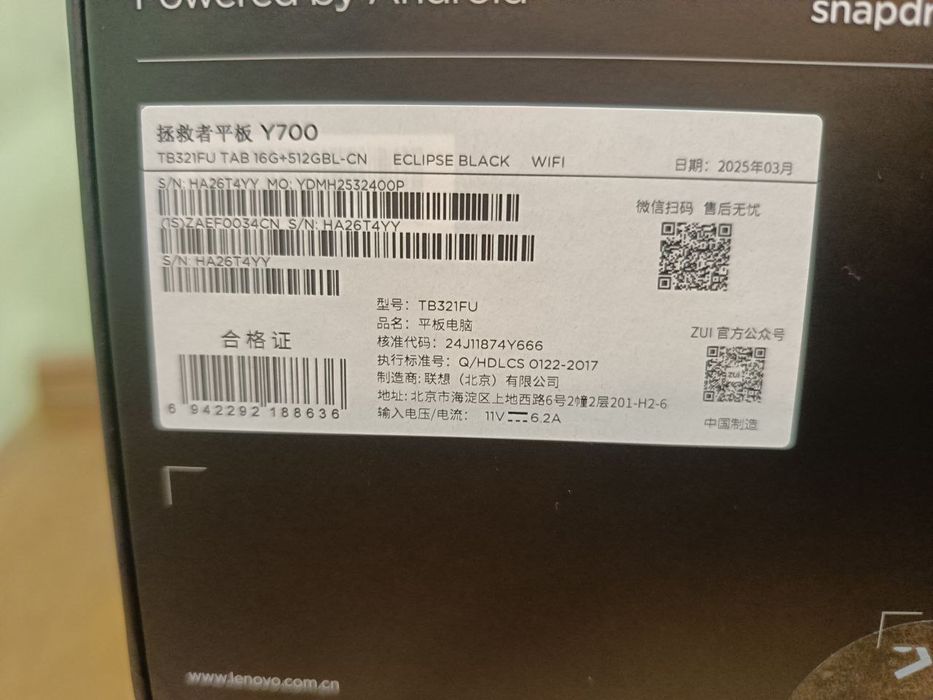 Powered by Android
snapdr
拯救者平板 Y700
TB321FU TAB 16G+512GBL-CN ECLIPSE BLACK WIFI
日期：2025年03月
S/N: HA26T4YY MO: YDMH2532400P
(1S)ZAEF0034CN S/N: HA26T4YY
S/N: HA26T4YY
微信扫码 售后无忧
型号：TB321FU
品名：平板电脑
核准代码：24J11874Y666
执行标准号：Q/HDLCS 0122-2017
制造商:联想（北京）有限公司
地址:北京市海淀区上地西路6号2幢2层201-H2-6
输入电压/电流： 11V⎓6.2A
合格证
6 942292 188636
ZUI 官方公众号
ZUI
中国制造
www.lenovo.com.cn